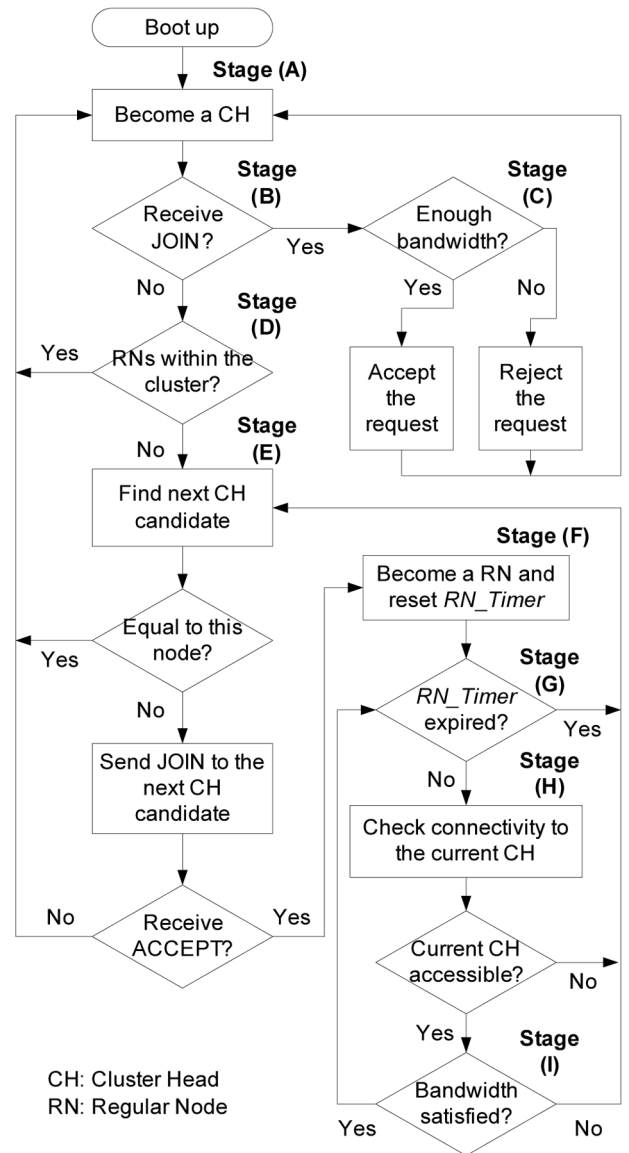 Boot up
Stage (A)
Become a CH
Stage
(B)
Receive
JOIN?
Yes
No
Stage
(C)
Enough
bandwidth?
Yes
No
Accept
the
request
Reject
the
request
Stage
(D)
RNs within the
cluster?
Yes
No
Stage
(E)
Find next CH
candidate
Equal to this
node?
Yes
No
Send JOIN to the
next CH
candidate
Receive
ACCEPT?
No
Yes
Stage (F)
Become a RN and
reset RN_Timer
Stage
(G)
RN_Timer
expired?
Yes
No
Stage
(H)
Check connectivity to
the current CH
Current CH
accessible?
No
Yes
Stage
(I)
Bandwidth
satisfied?
Yes
No
CH: Cluster Head
RN: Regular Node